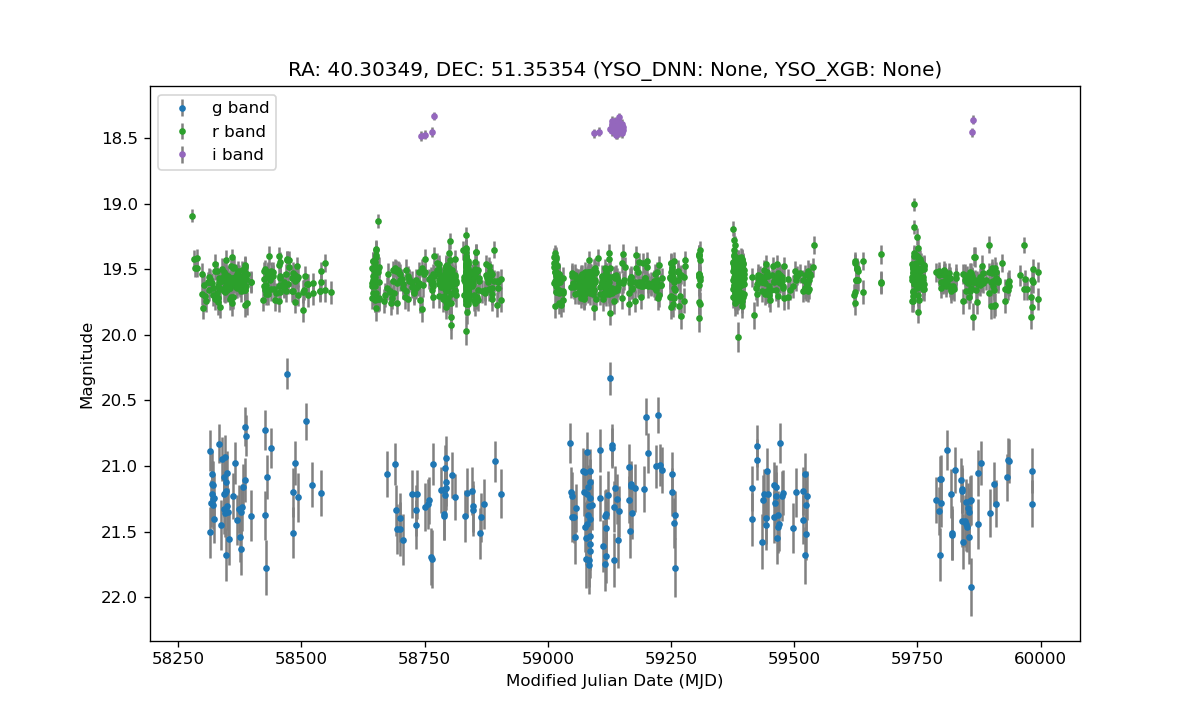 RA: 40.30349, DEC: 51.35354 (YSO_DNN: None, YSO_XGB: None)
g band
r band
i band
18.5
19.0
19.5
20.0
20.5
21.0
21.5
22.0
Magnitude
58250 58500 58750 59000 59250 59500 59750 60000
Modified Julian Date (MJD)